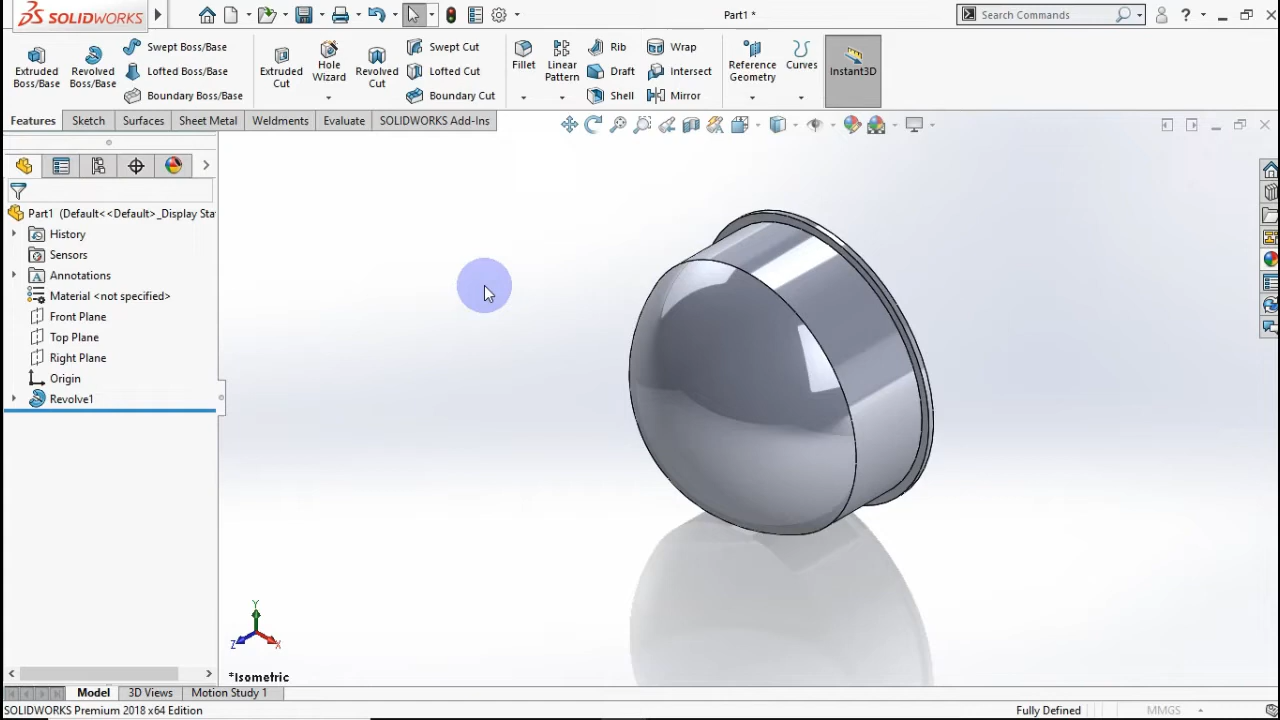 SOLIDWORKS
Part1 *
Search Commands
?
Extruded
Boss/Base
Revolved
Boss/Base
Swept Boss/Base
Lofted Boss/Base
Boundary Boss/Base
Extruded
Cut
Hole
Wizard
Revolved
Cut
Swept Cut
Lofted Cut
Boundary Cut
Fillet
Linear
Pattern
Rib
Draft
Shell
Wrap
Intersect
Mirror
Reference
Geometry
Curves
Instant3D
Features
Sketch
Surfaces
Sheet Metal
Weldments
Evaluate
SOLIDWORKS Add-Ins
Part1 (Default<<Default>_Display Sta
History
Sensors
Annotations
Material <not specified>
Front Plane
Top Plane
Right Plane
Origin
Revolve1
Y
Z
X
*Isometric
Model
3D Views
Motion Study 1
SOLIDWORKS Premium 2018 x64 Edition
Fully Defined
MMGS